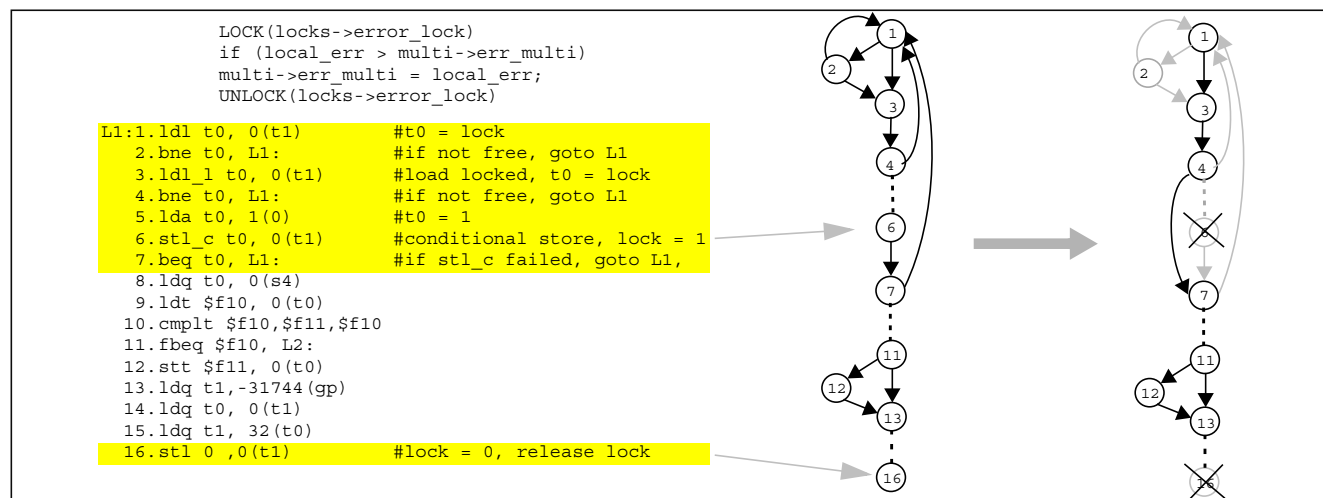 LOCK(locks->error_lock)
if (local_err > multi->err_multi)
multi->err_multi = local_err;
UNLOCK(locks->error_lock)
L1:1.ldl t0, 0(t1) #t0 = lock
2.bne t0, L1: #if not free, goto L1
3.ldl_l t0, 0(t1) #load locked, t0 = lock
4.bne t0, L1: #if not free, goto L1
5.lda t0, 1(0) #t0 = 1
6.stl_c t0, 0(t1) #conditional store, lock = 1
7.beq t0, L1: #if stl_c failed, goto L1,
8.ldq t0, 0(s4)
9.ldt $f10, 0(t0)
10.cmplt $f10,$f11,$f10
11.fbeq $f10, L2:
12.stt $f11, 0(t0)
13.ldq t1,-31744(gp)
14.ldq t0, 0(t1)
15.ldq t1, 32(t0)
16.stl 0 ,0(t1) #lock = 0, release lock
1
2
3
4
6
7
11
12
13
16
1
2
3
4
6
7
11
12
13
16